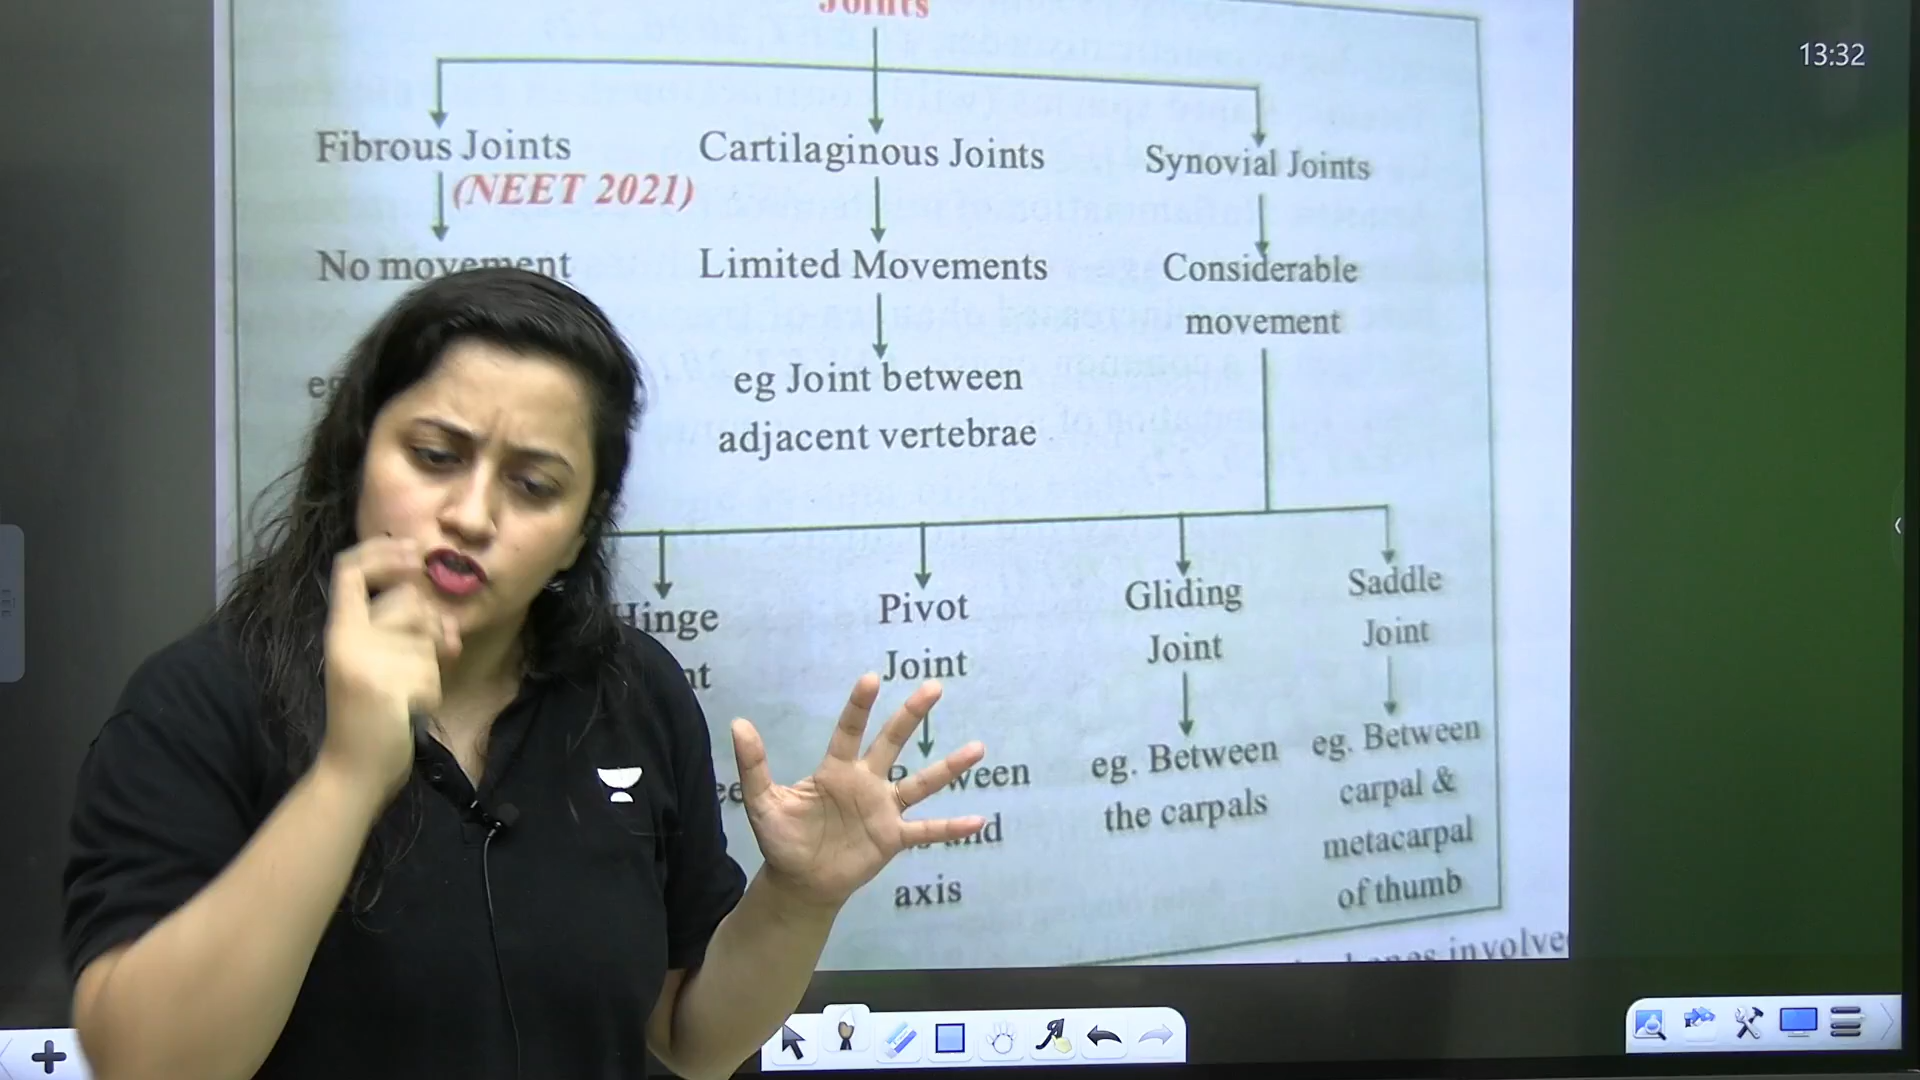 Joints
13:32
Fibrous Joints
Cartilaginous Joints
Synovial Joints
(NEET 2021)
No movement
Limited Movements
Considerable
movement
eg Joint between
adjacent vertebrae
Hinge
Pivot
Joint
Gliding
Joint
Saddle
Joint
axis
eg. Between
the carpals
eg. Between
carpal &
metacarpal
of thumb